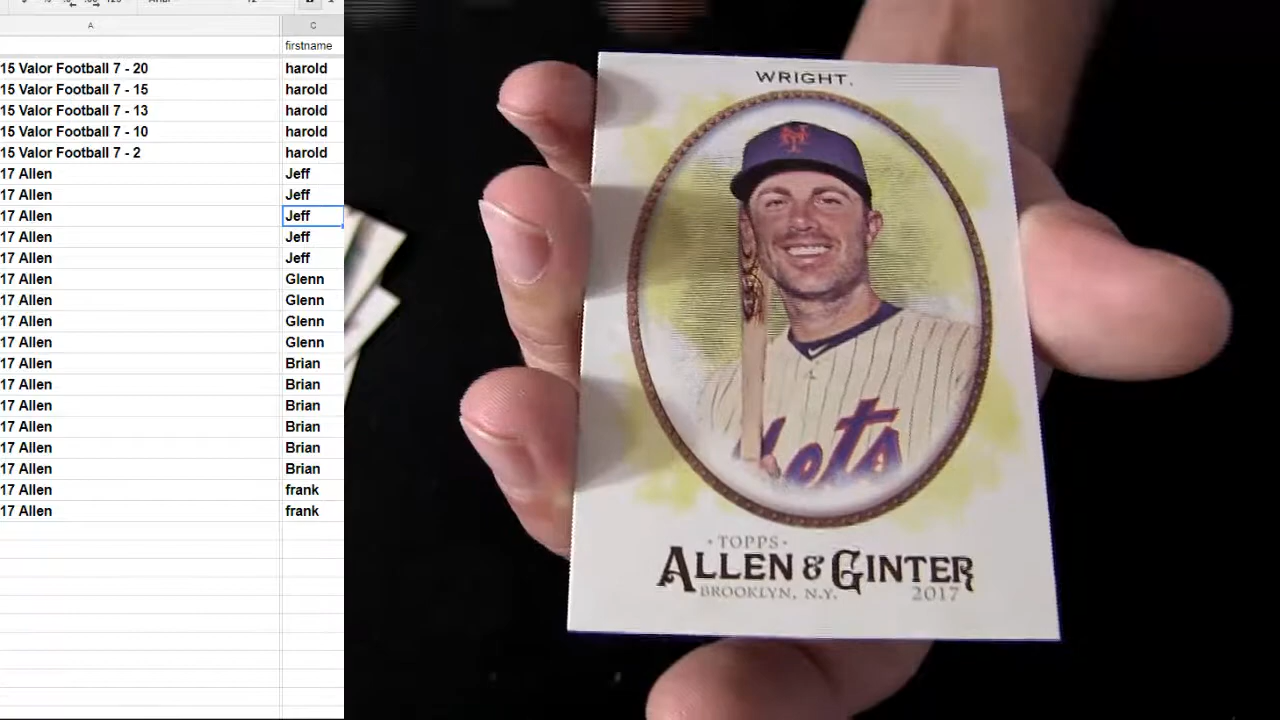 A
C
firstname
15 Valor Football 7 - 20 harold
15 Valor Football 7 - 15 harold
15 Valor Football 7 - 13 harold
15 Valor Football 7 - 10 harold
15 Valor Football 7 - 2 harold
17 Allen Jeff
17 Allen Jeff
17 Allen Jeff
17 Allen Jeff
17 Allen Jeff
17 Allen Glenn
17 Allen Glenn
17 Allen Glenn
17 Allen Glenn
17 Allen Brian
17 Allen Brian
17 Allen Brian
17 Allen Brian
17 Allen Brian
17 Allen Brian
17 Allen frank
17 Allen frank
WRIGHT.
NY
Mets
• TOPPS •
ALLEN & GINTER
BROOKLYN, N.Y. 2017